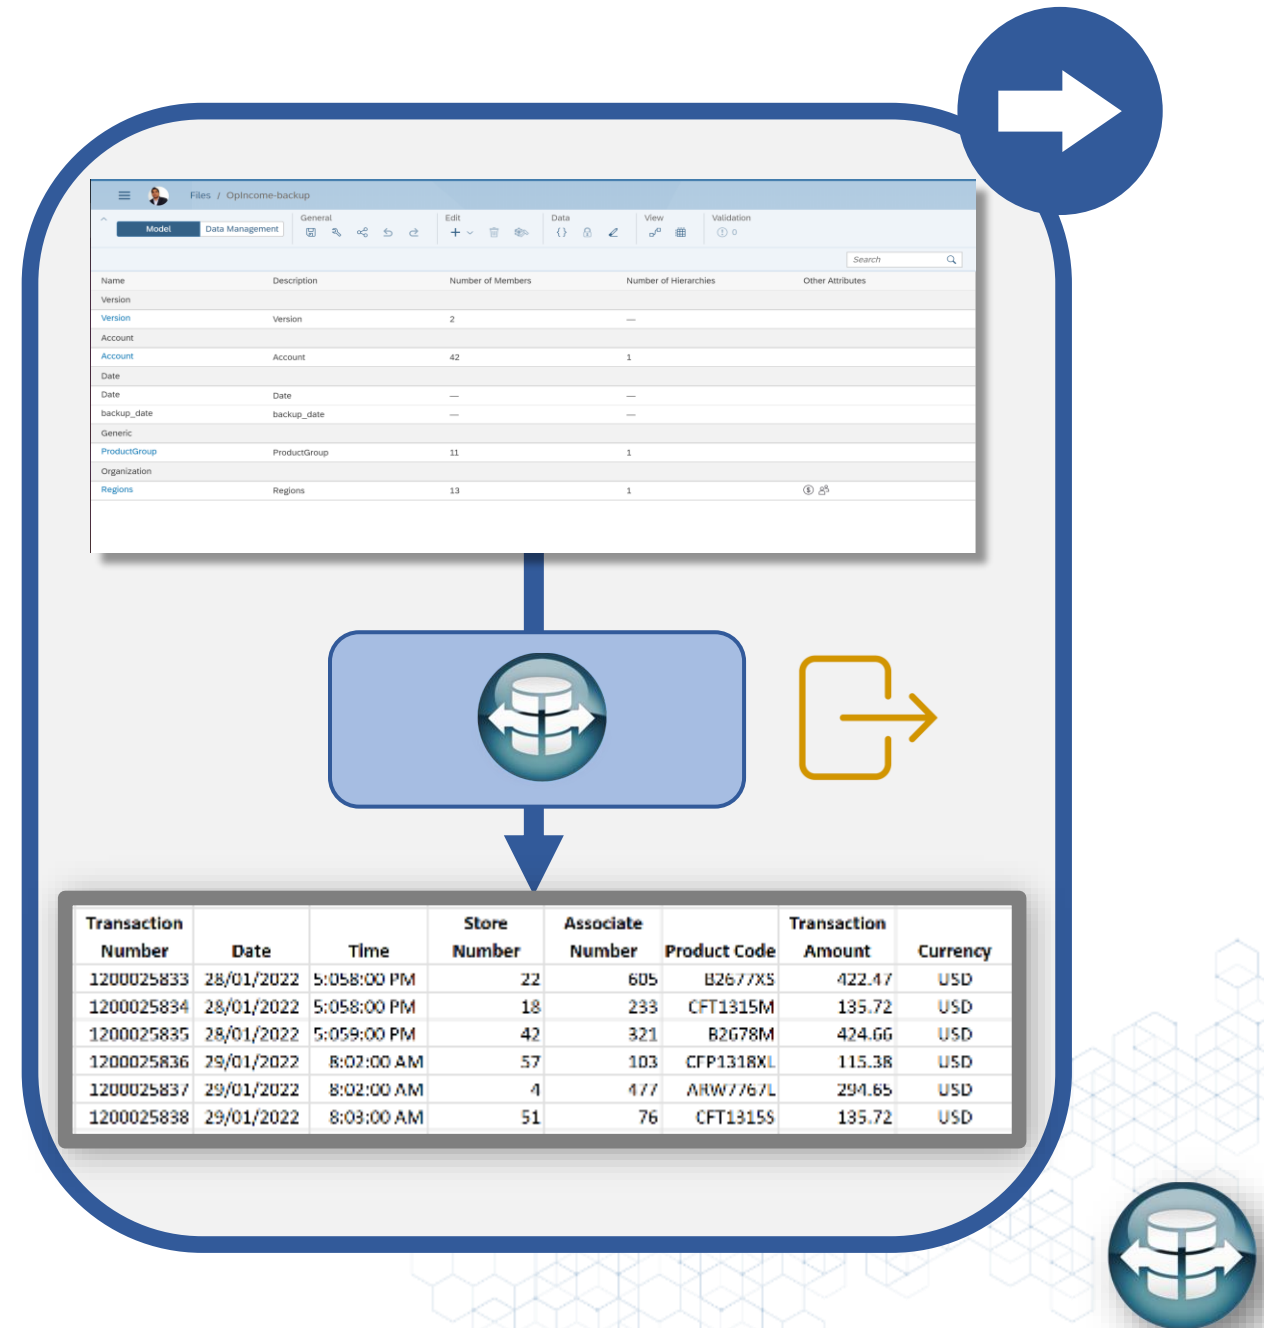 Files / OpIncome-backup
General Edit Data View Validation
Model Data Management 0
Search
Name Description Number of Members Number of Hierarchies Other Attributes
Version
Version Version 2 —
Account
Account Account 42 1
Date
Date Date — —
backup_date backup_date — —
Generic
ProductGroup ProductGroup 11 1
Organization
Regions Regions 13 1
Transaction Store Associate Transaction
Number Date Time Number Number Product Code Amount Currency
1200025833 28/01/2022 5:058:00 PM 22 605 B2677XS 422.47 USD
1200025834 28/01/2022 5:058:00 PM 18 233 CFT1315M 135.72 USD
1200025835 28/01/2022 5:059:00 PM 42 321 B2678M 424.66 USD
1200025836 29/01/2022 8:02:00 AM 57 103 CFP1318XL 115.38 USD
1200025837 29/01/2022 8:02:00 AM 4 477 ARW7767L 294.65 USD
1200025838 29/01/2022 8:03:00 AM 51 76 CFT1315S 135.72 USD